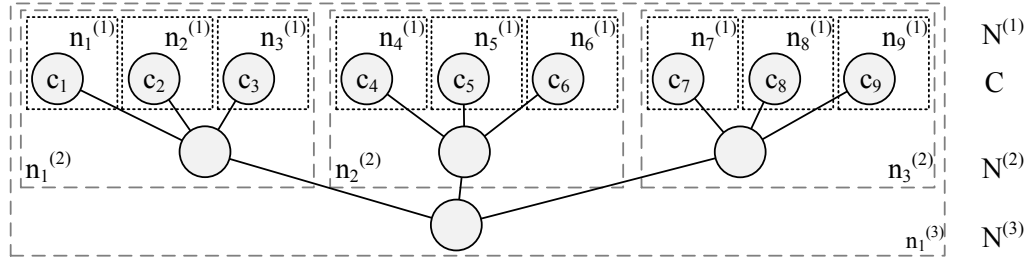 n₁⁽¹⁾ n₂⁽¹⁾ n₃⁽¹⁾ n₄⁽¹⁾ n₅⁽¹⁾ n₆⁽¹⁾ n₇⁽¹⁾ n₈⁽¹⁾ n₉⁽¹⁾ N⁽¹⁾
c₁ c₂ c₃ c₄ c₅ c₆ c₇ c₈ c₉ C
n₁⁽²⁾ n₂⁽²⁾ n₃⁽²⁾ N⁽²⁾
n₁⁽³⁾ N⁽³⁾